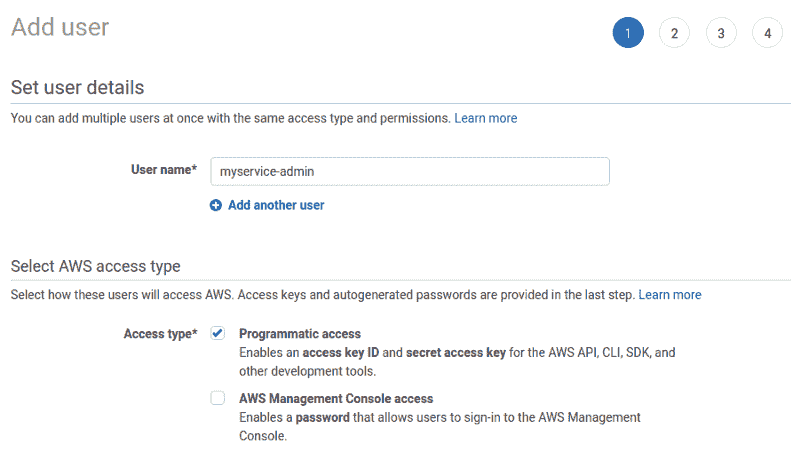 Add user
1 2 3 4
Set user details
You can add multiple users at once with the same access type and permissions. Learn more
User name* myservice-admin
Add another user
Select AWS access type
Select how these users will access AWS. Access keys and autogenerated passwords are provided in the last step. Learn more
Access type* Programmatic access
Enables an access key ID and secret access key for the AWS API, CLI, SDK, and
other development tools.
AWS Management Console access
Enables a password that allows users to sign-in to the AWS Management
Console.